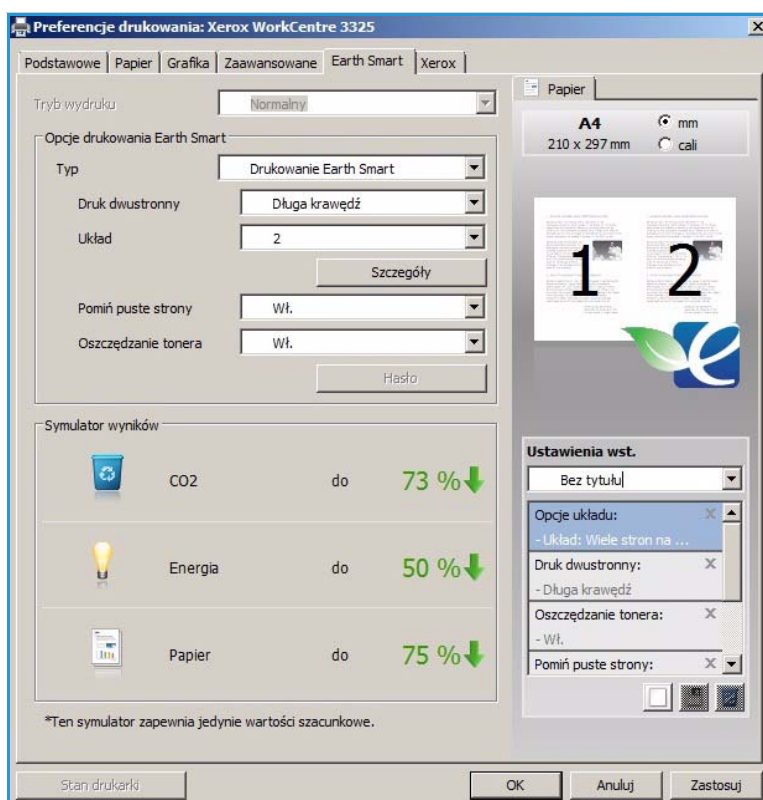 Preferencje drukowania: Xerox WorkCentre 3325
Podstawowe Papier Grafika Zaawansowane Earth Smart Xerox
Tryb wydruku Normalny
Opcje drukowania Earth Smart
Typ Drukowanie Earth Smart
Druk dwustronny Długa krawędź
Układ 2
Szczegóły
Pomiń puste strony Wł.
Oszczędzanie tonera Wł.
Hasło
Symulator wyników
CO2 do 73 %
Energia do 50 %
Papier do 75 %
*Ten symulator zapewnia jedynie wartości szacunkowe.
Papier
A4 mm
210 x 297 mm cali
1 2
Ustawienia wst.
Bez tytułu
Opcje układu: X
- Układ: Wiele stron na ...
Druk dwustronny: X
- Długa krawędź
Oszczędzanie tonera: X
- Wł.
Pomiń puste strony: X
Stan drukarki OK Anuluj Zastosuj